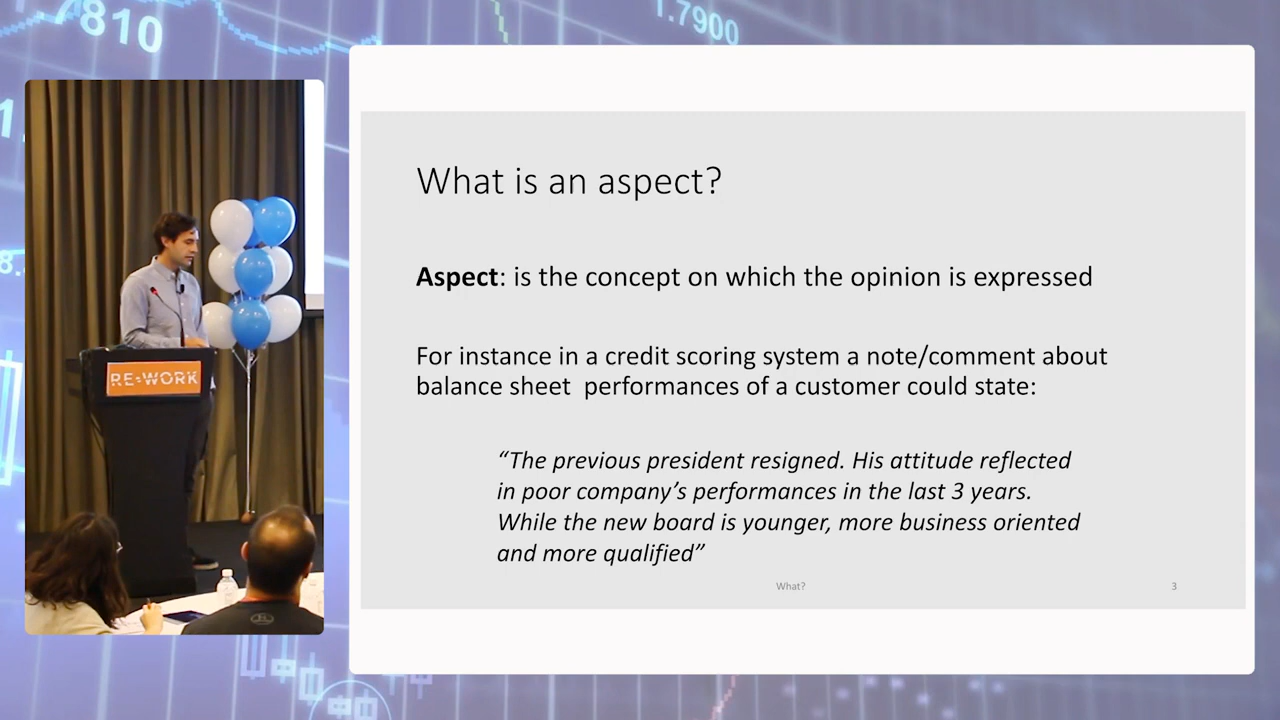 7810
1.7900
8.
RE•WORK
What is an aspect?
Aspect: is the concept on which the opinion is expressed
For instance in a credit scoring system a note/comment about
balance sheet  performances of a customer could state:
“The previous president resigned. His attitude reflected
in poor company’s performances in the last 3 years.
While the new board is younger, more business oriented
and more qualified”
What?
3